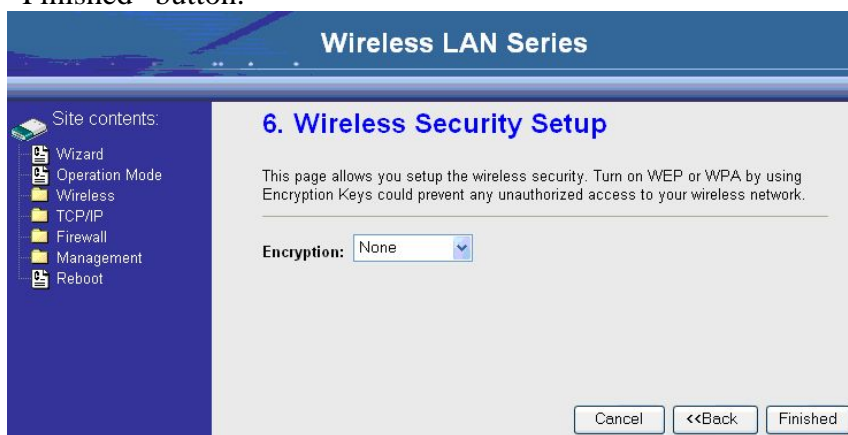 Finished" button.
Wireless LAN Series
Site contents:
Wizard
Operation Mode
Wireless
TCP/IP
Firewall
Management
Reboot
6. Wireless Security Setup
This page allows you setup the wireless security. Turn on WEP or WPA by using
Encryption Keys could prevent any unauthorized access to your wireless network.
Encryption: None
Cancel <<Back Finished